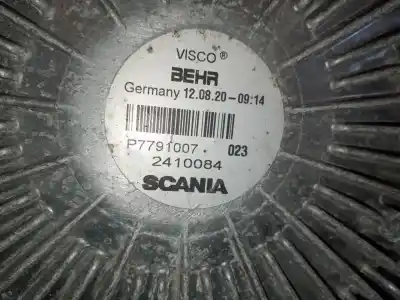 VISCO®
BEHR
Germany 12.08.20-09:14
P7791007. 023
2410084
SCANIA